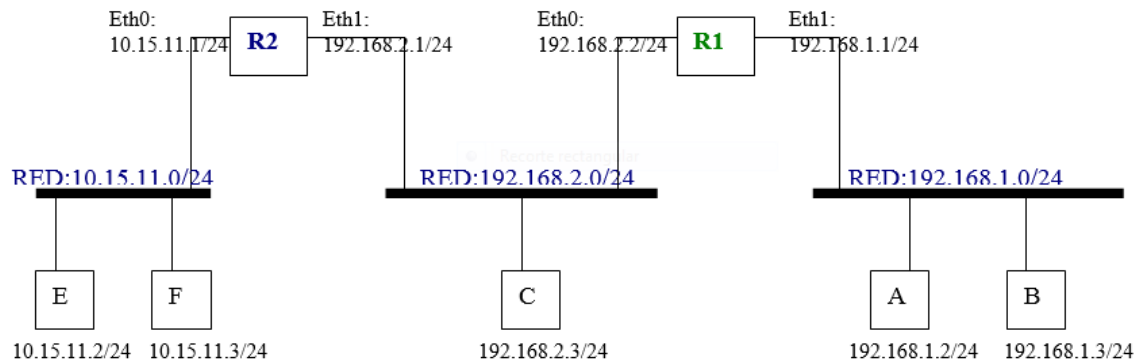 Eth0:
10.15.11.1/24
R2
Eth1:
192.168.2.1/24
Eth0:
192.168.2.2/24
R1
Eth1:
192.168.1.1/24
Recorte rectangular
RED:10.15.11.0/24
RED:192.168.2.0/24
RED:192.168.1.0/24
E
F
C
A
B
10.15.11.2/24
10.15.11.3/24
192.168.2.3/24
192.168.1.2/24
192.168.1.3/24